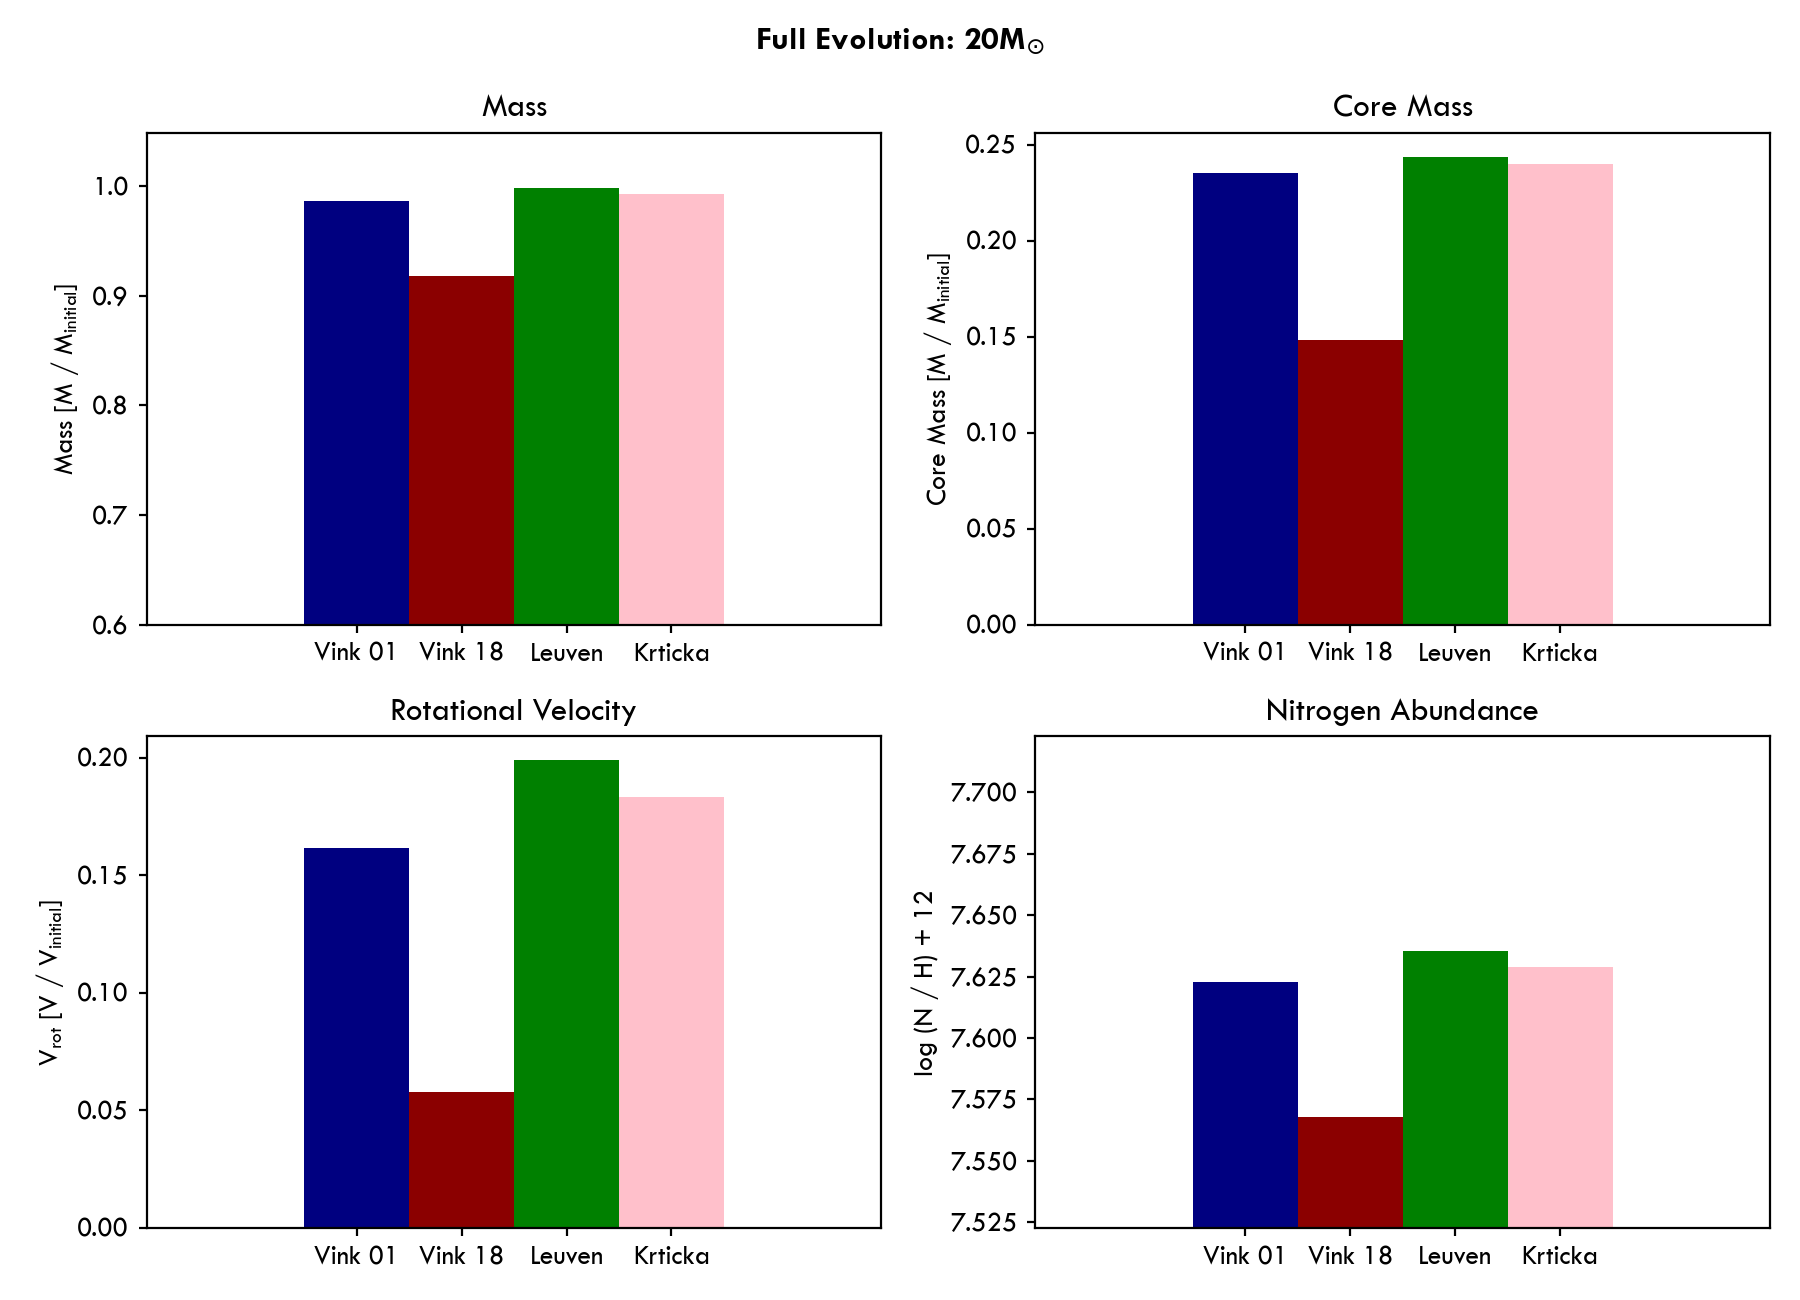 Full Evolution: 20M☉
Mass
Mass [M / Minitial]
1.0
0.9
0.8
0.7
0.6
Vink 01 Vink 18 Leuven Krticka
Core Mass
Core Mass [M / Minitial]
0.25
0.20
0.15
0.10
0.05
0.00
Vink 01 Vink 18 Leuven Krticka
Rotational Velocity
Vrot [V / Vinitial]
0.20
0.15
0.10
0.05
0.00
Vink 01 Vink 18 Leuven Krticka
Nitrogen Abundance
log (N / H) + 12
7.700
7.675
7.650
7.625
7.600
7.575
7.550
7.525
Vink 01 Vink 18 Leuven Krticka